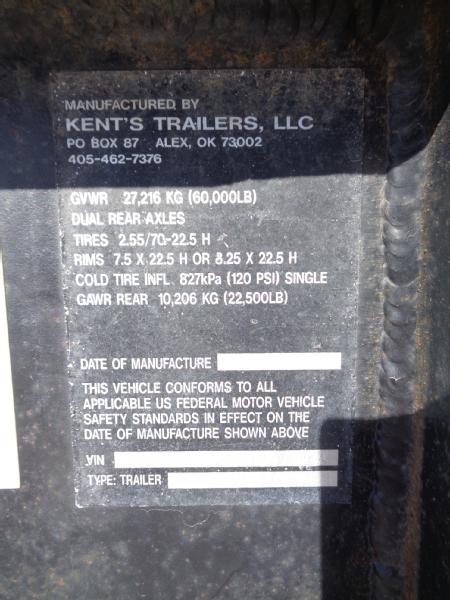 MANUFACTURED BY
KENT'S TRAILERS, LLC
PO BOX 87 ALEX, OK 73002
405-462-7376
GVWR 27,216 KG (60,000LB)
DUAL REAR AXLES
TIRES 2.55/70-22.5 H
RIMS 7.5 X 22.5 H OR 8.25 X 22.5 H
COLD TIRE INFL. 827kPa (120 PSI) SINGLE
GAWR REAR 10,206 KG (22,500LB)
DATE OF MANUFACTURE
THIS VEHICLE CONFORMS TO ALL
APPLICABLE US FEDERAL MOTOR VEHICLE
SAFETY STANDARDS IN EFFECT ON THE
DATE OF MANUFACTURE SHOWN ABOVE
VIN
TYPE: TRAILER